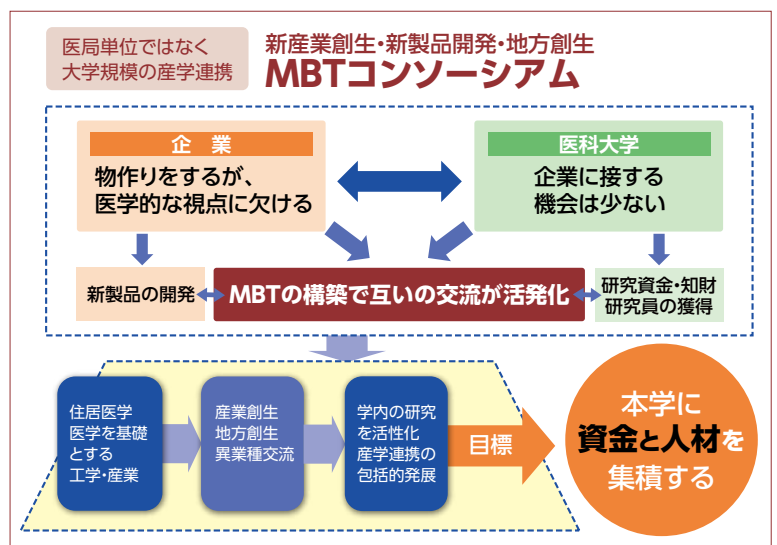 医局単位ではなく
大学規模の産学連携
新産業創生・新製品開発・地方創生
MBTコンソーシアム
企　業
物作りをするが、
医学的な視点に欠ける
医科大学
企業に接する
機会は少ない
新製品の開発
MBTの構築で互いの交流が活発化
研究資金・知財
研究員の獲得
住居医学
医学を基礎
とする
工学・産業
産業創生
地方創生
異業種交流
学内の研究
を活性化
産学連携の
包括的発展
目標
本学に
資金と人材を
集積する